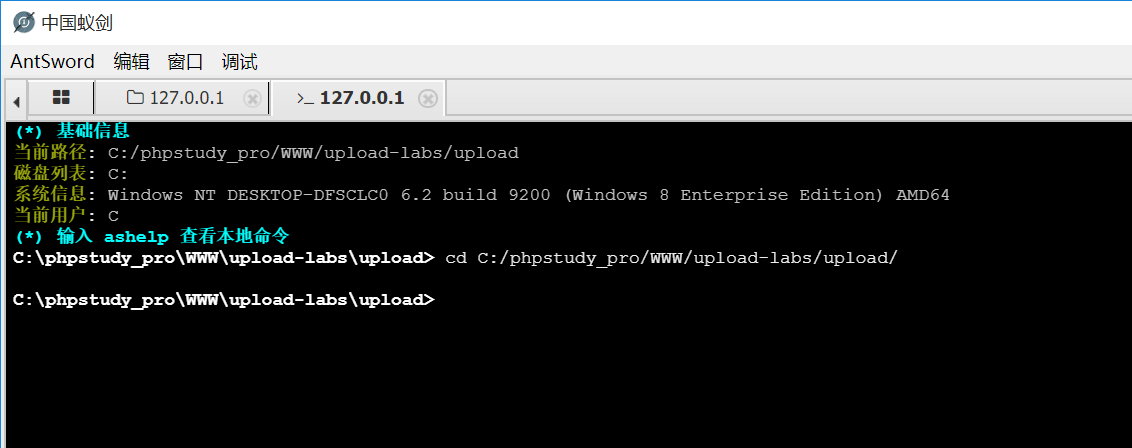 中国蚁剑
AntSword 编辑 窗口 调试
127.0.0.1 >_ 127.0.0.1
(*) 基础信息
当前路径: C:/phpstudy_pro/WWW/upload-labs/upload
磁盘列表: C:
系统信息: Windows NT DESKTOP-DFSCLC0 6.2 build 9200 (Windows 8 Enterprise Edition) AMD64
当前用户: C
(*) 输入 ashelp 查看本地命令
C:\phpstudy_pro\WWW\upload-labs\upload> cd C:/phpstudy_pro/WWW/upload-labs/upload/
C:\phpstudy_pro\WWW\upload-labs\upload>